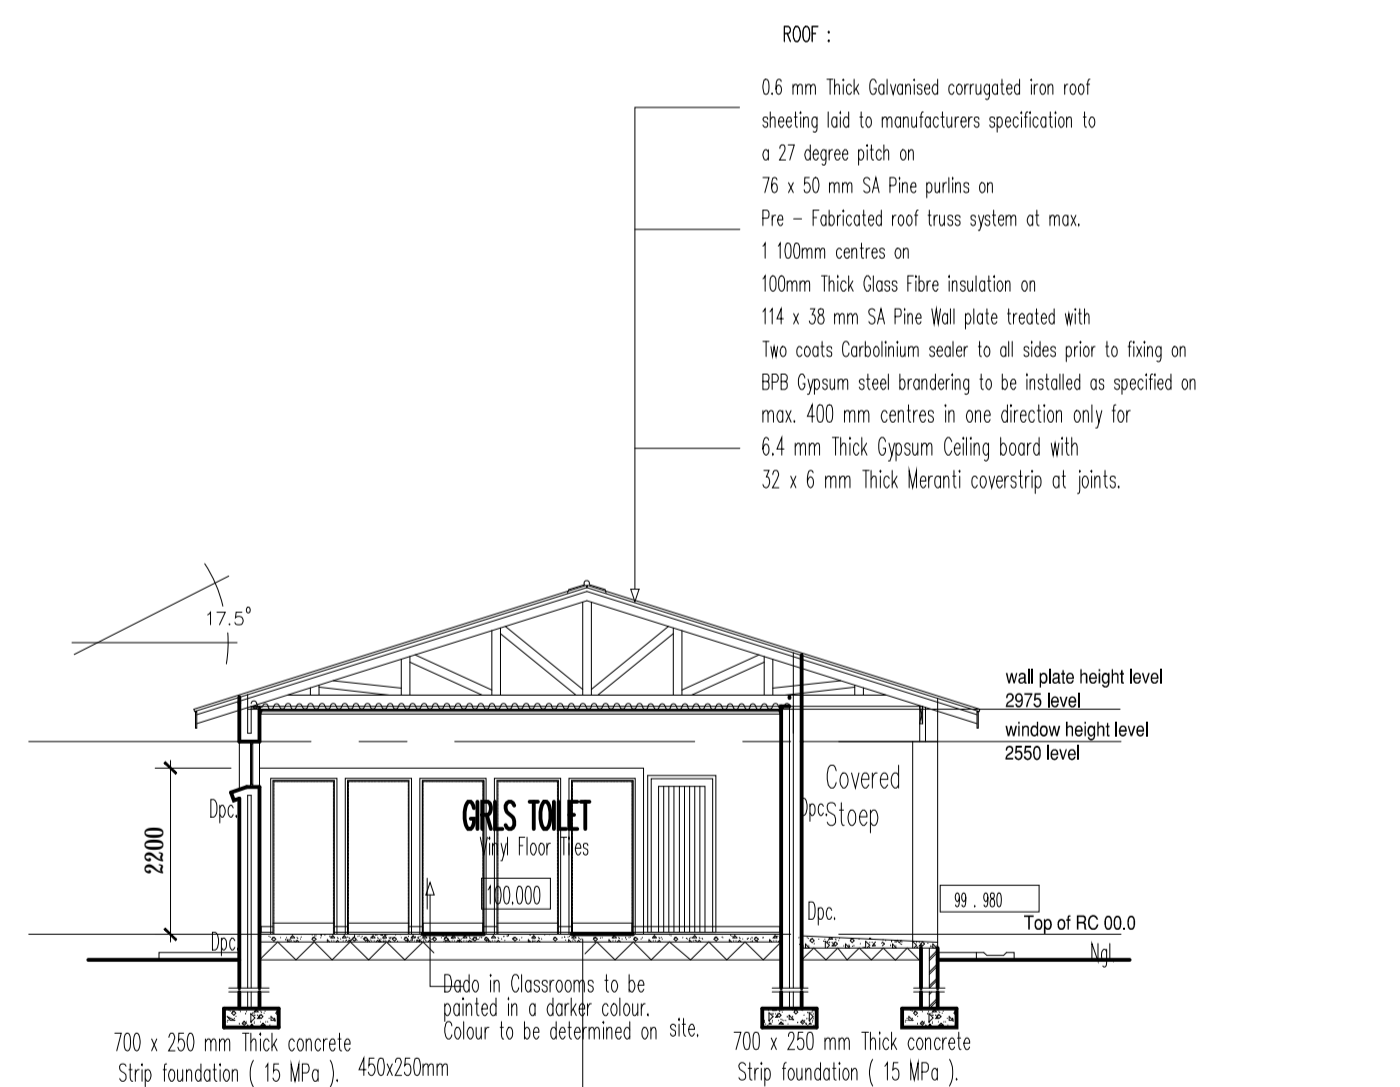 ROOF :
0.6 mm Thick Galvanised corrugated iron roof
sheeting laid to manufacturers specification to
a 27 degree pitch on
76 x 50 mm SA Pine purlins on
Pre - Fabricated roof truss system at max.
1 100mm centres on
100mm Thick Glass Fibre insulation on
114 x 38 mm SA Pine Wall plate treated with
Two coats Carbolinium sealer to all sides prior to fixing on
BPB Gypsum steel brandering to be installed as specified on
max. 400 mm centres in one direction only for
6.4 mm Thick Gypsum Ceiling board with
32 x 6 mm Thick Meranti coverstrip at joints.
17.5°
wall plate height level
2975 level
window height level
2550 level
Covered
Stoep
Dpc.
Dpc.
2200
GIRLS TOILET
Vinyl Floor Tiles
100.000
99 . 980
Dpc.
Top of RC 00.0
Dpc
Ngl
Dado in Classrooms to be
painted in a darker colour.
Colour to be determined on site.
700 x 250 mm Thick concrete
Strip foundation ( 15 MPa ).
450x250mm
700 x 250 mm Thick concrete
Strip foundation ( 15 MPa ).